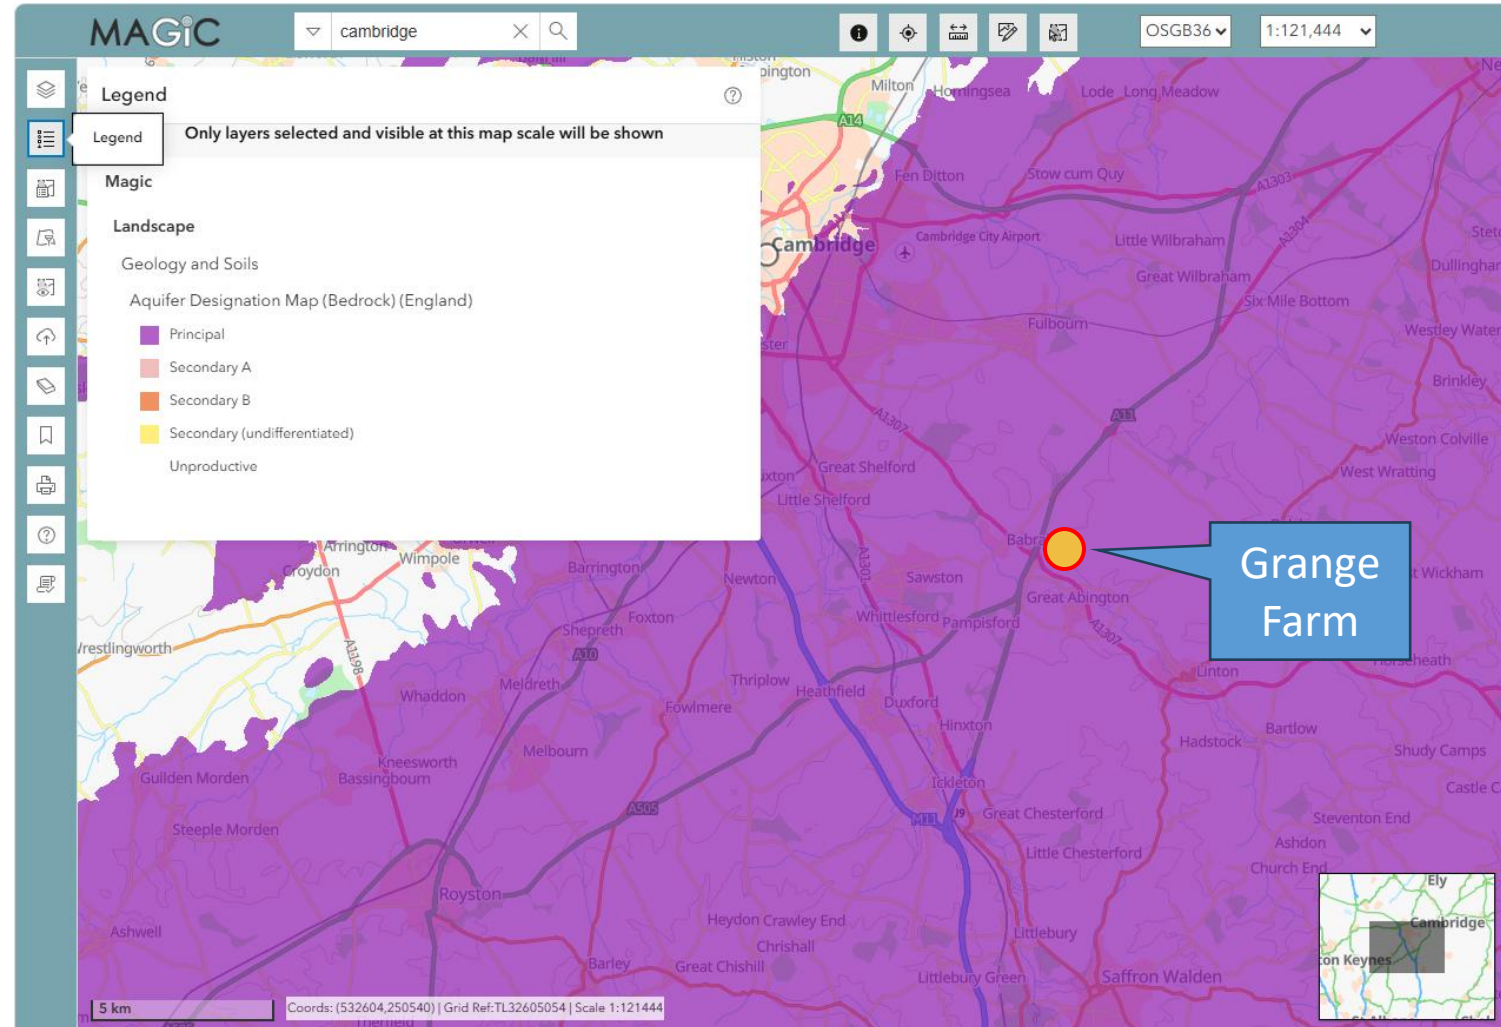 MAGiC
cambridge
OSGB36
1:121,444
Legend
Legend
Only layers selected and visible at this map scale will be shown
Magic
Landscape
Geology and Soils
Aquifer Designation Map (Bedrock) (England)
Principal
Secondary A
Secondary B
Secondary (undifferentiated)
Unproductive
Milton
Horningsea
Lode
Long Meadow
A14
Fen Ditton
Stow cum Quy
A1303
A1304
Cambridge
Cambridge City Airport
Little Wilbraham
Great Wilbraham
Six Mile Bottom
Fulbourn
Brinkley
A11
A1307
Weston Colville
West Wratting
Great Shelford
Little Shelford
Grange
Farm
Arrington
Croydon
Wimpole
Barrington
Newton
A1301
Sawston
Great Abington
Foxton
Whittlesford
Pampisford
A1307
Shepreth
A10
A1198
Linton
Whaddon
Meldreth
Thriplow
Heathfield
Fowlmere
Duxford
Hinxton
Bartlow
Hadstock
Shudy Camps
Melbourn
Kneesworth
Guilden Morden
Bassingbourn
Ickleton
A505
M11
J9
Great Chesterford
Steeple Morden
Steventon End
Ashdon
Little Chesterford
Church End
Royston
Ely
Cambridge
Heydon
Crawley End
Ashwell
Littlebury
Chrishall
Barley
Great Chishill
Littlebury Green
Saffron Walden
5 km
Coords: (532604,250540) | Grid Ref:TL32605054 | Scale 1:121444